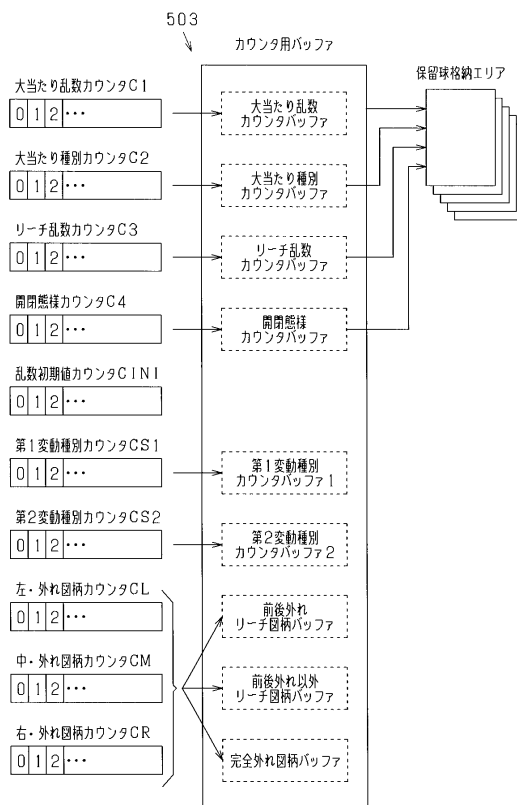 503
カウンタ用バッファ
保留球格納エリア
大当たり乱数カウンタC1
0 1 2 ・・・
大当たり乱数
カウンタバッファ
大当たり種別カウンタC2
0 1 2 ・・・
大当たり種別
カウンタバッファ
リーチ乱数カウンタC3
0 1 2 ・・・
リーチ乱数
カウンタバッファ
開閉態様カウンタC4
0 1 2 ・・・
開閉態様
カウンタバッファ
乱数初期値カウンタCINI
0 1 2 ・・・
第1変動種別カウンタCS1
0 1 2 ・・・
第1変動種別
カウンタバッファ1
第2変動種別カウンタCS2
0 1 2 ・・・
第2変動種別
カウンタバッファ2
左・外れ図柄カウンタCL
0 1 2 ・・・
前後外れ
リーチ図柄バッファ
中・外れ図柄カウンタCM
0 1 2 ・・・
前後外れ以外
リーチ図柄バッファ
右・外れ図柄カウンタCR
0 1 2 ・・・
完全外れ図柄バッファ